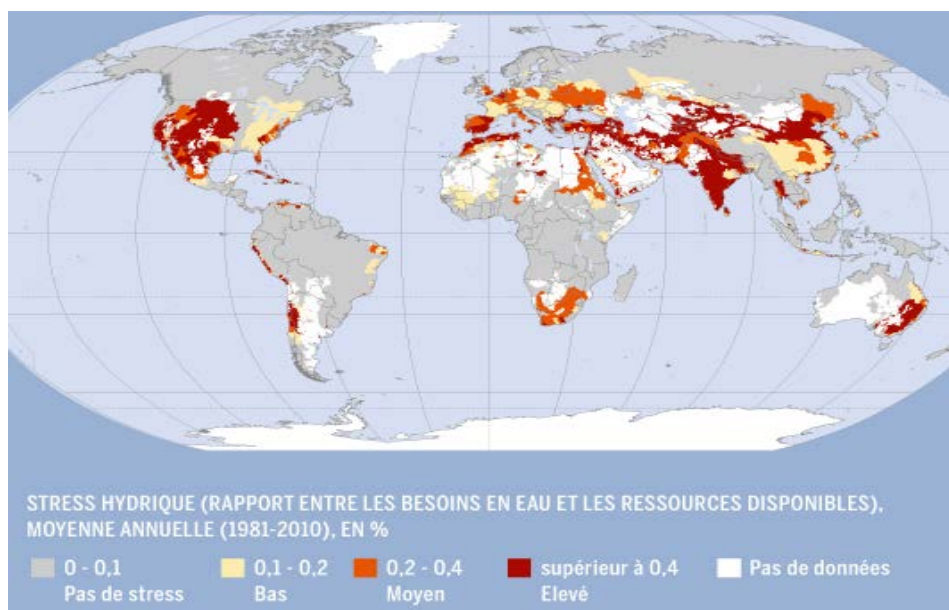 STRESS HYDRIQUE (RAPPORT ENTRE LES BESOINS EN EAU ET LES RESSOURCES DISPONIBLES),
MOYENNE ANNUELLE (1981-2010), EN %
0 - 0,1 0,1 - 0,2 0,2 - 0,4 supérieur à 0,4 Pas de données
Pas de stress Bas Moyen Elevé